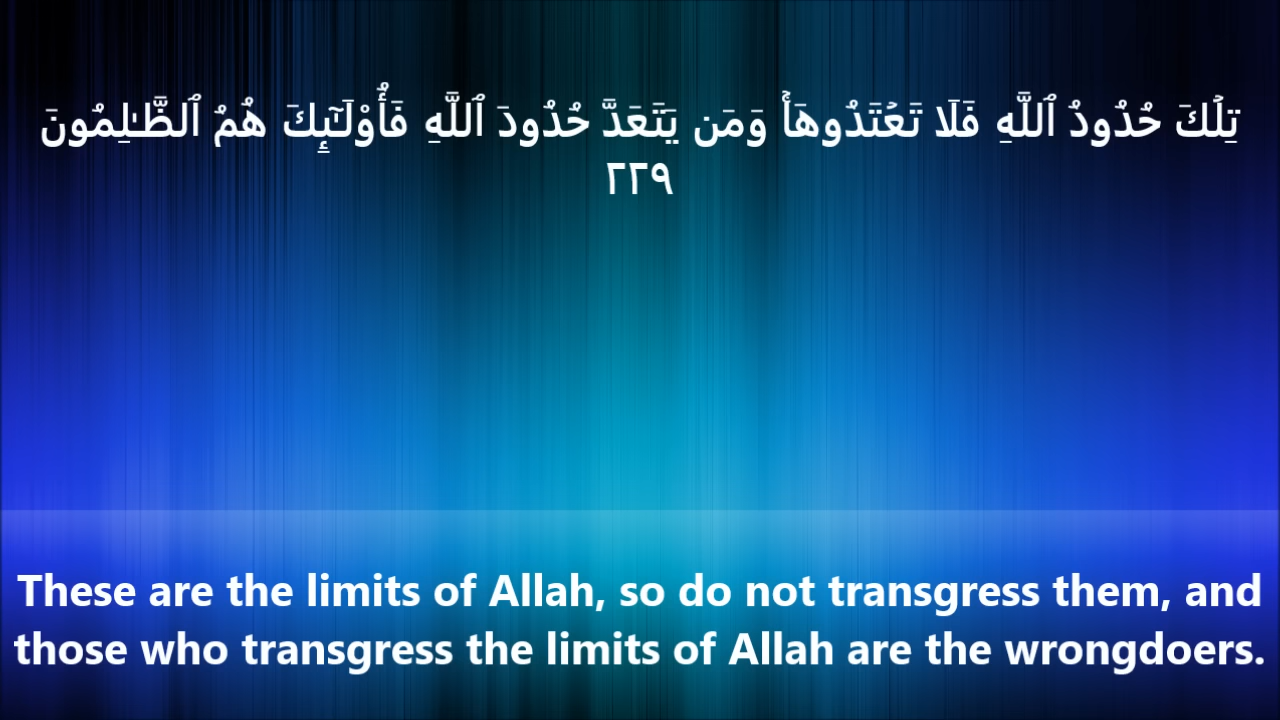 تِلۡكَ حُدُودُ ٱللَّهِ فَلَا تَعۡتَدُوهَاۚ وَمَن يَتَعَدَّ حُدُودَ ٱللَّهِ فَأُوْلَـٰٓئِكَ هُمُ ٱلظَّـٰلِمُونَ
٢٢٩
These are the limits of Allah, so do not transgress them, and
those who transgress the limits of Allah are the wrongdoers.